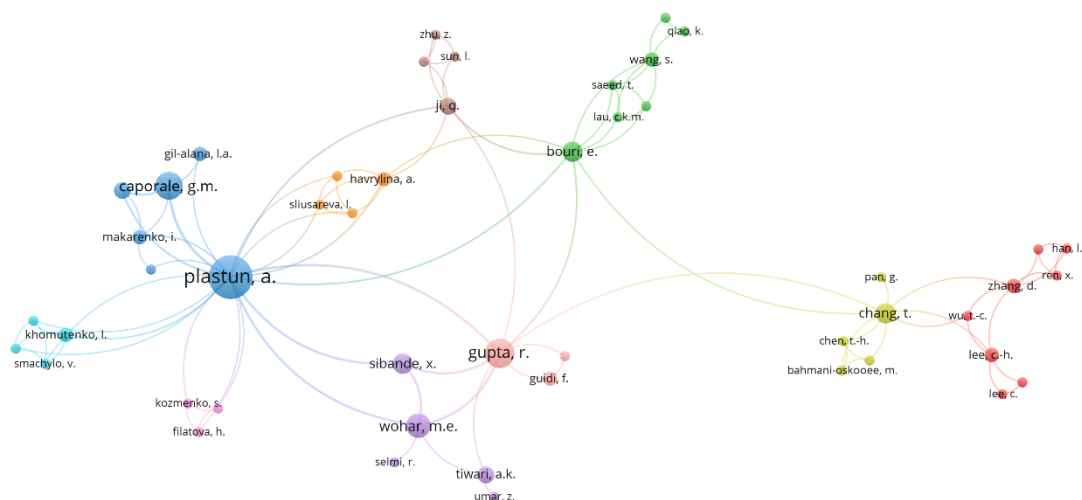 qiao, k.
zhu, z.
sun, l.
wang, s.
saeed, t.
ji, q.
lau, c.k.m.
gil-alana, l.a.
bouri, e.
havrylina, a.
caporale, g.m.
sliusareva, l.
makarenko, i.
han, l.
plastun, a.
pan, g.
zhang, d.
ren, x.
chang, t.
wu, t.-c.
khomutenko, l.
chen, t.-h.
gupta, r.
lee, c.-h.
smachylo, v.
sibande, x.
bahmani-oskooee, m.
guidi, f.
lee, c.
kozmenko, s.
wohar, m.e.
filatova, h.
selmi, r.
tiwari, a.k.
umar, z.